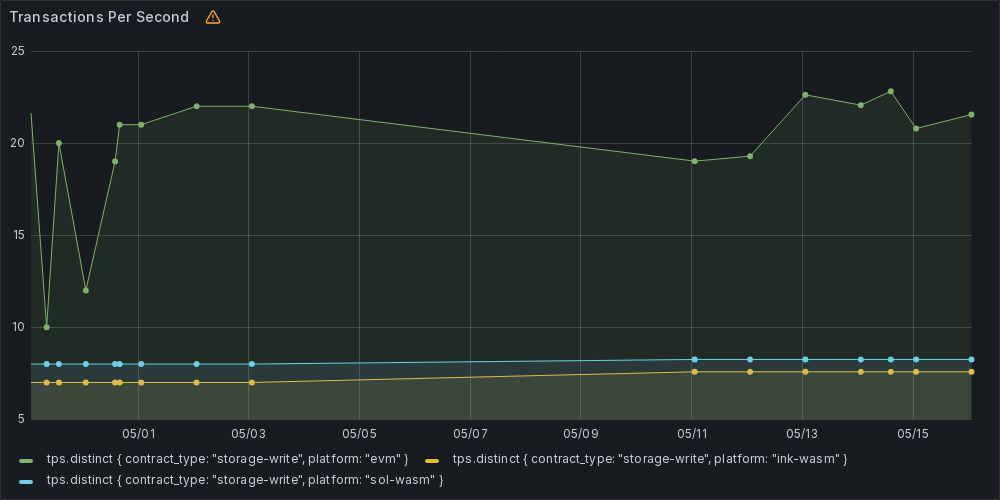 Transactions Per Second
25
20
15
10
5
05/01 05/03 05/05 05/07 05/09 05/11 05/13 05/15
tps.distinct { contract_type: "storage-write", platform: "evm" } tps.distinct { contract_type: "storage-write", platform: "ink-wasm" }
tps.distinct { contract_type: "storage-write", platform: "sol-wasm" }